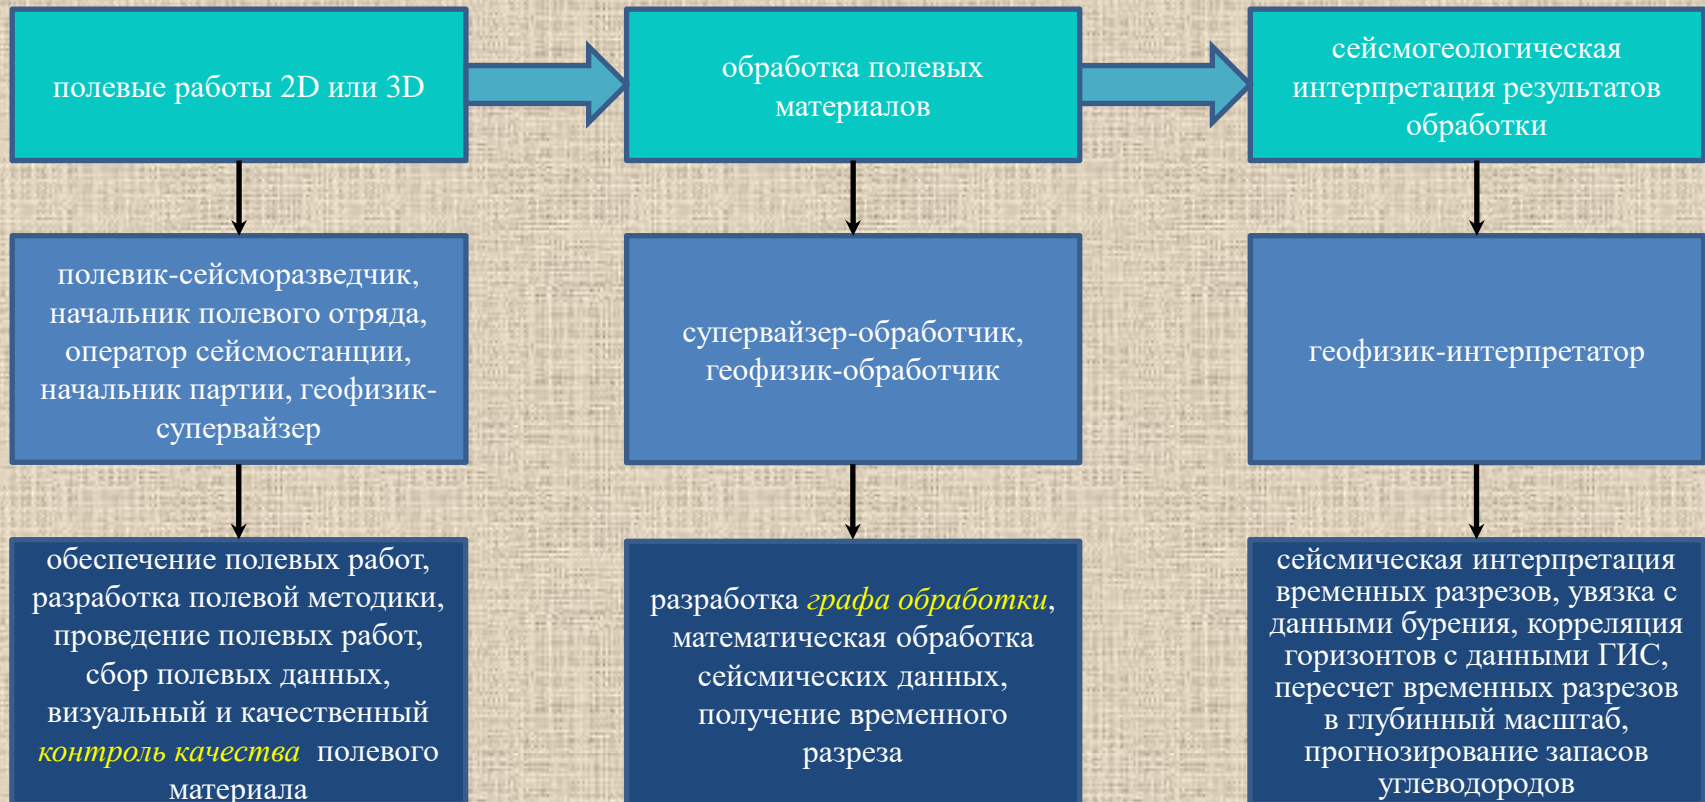 полевые работы 2D или 3D
обработка полевых
материалов
сейсмогеологическая
интерпретация результатов
обработки
полевик-сейсморазведчик,
начальник полевого отряда,
оператор сейсмостанции,
начальник партии, геофизик-
супервайзер
супервайзер-обработчик,
геофизик-обработчик
геофизик-интерпретатор
обеспечение полевых работ,
разработка полевой методики,
проведение полевых работ,
сбор полевых данных,
визуальный и качественный
контроль качества полевого
материала
разработка графа обработки,
математическая обработка
сейсмических данных,
получение временного
разреза
сейсмическая интерпретация
временных разрезов, увязка с
данными бурения, корреляция
горизонтов с данными ГИС,
пересчет временных разрезов
в глубинный масштаб,
прогнозирование запасов
углеводородов